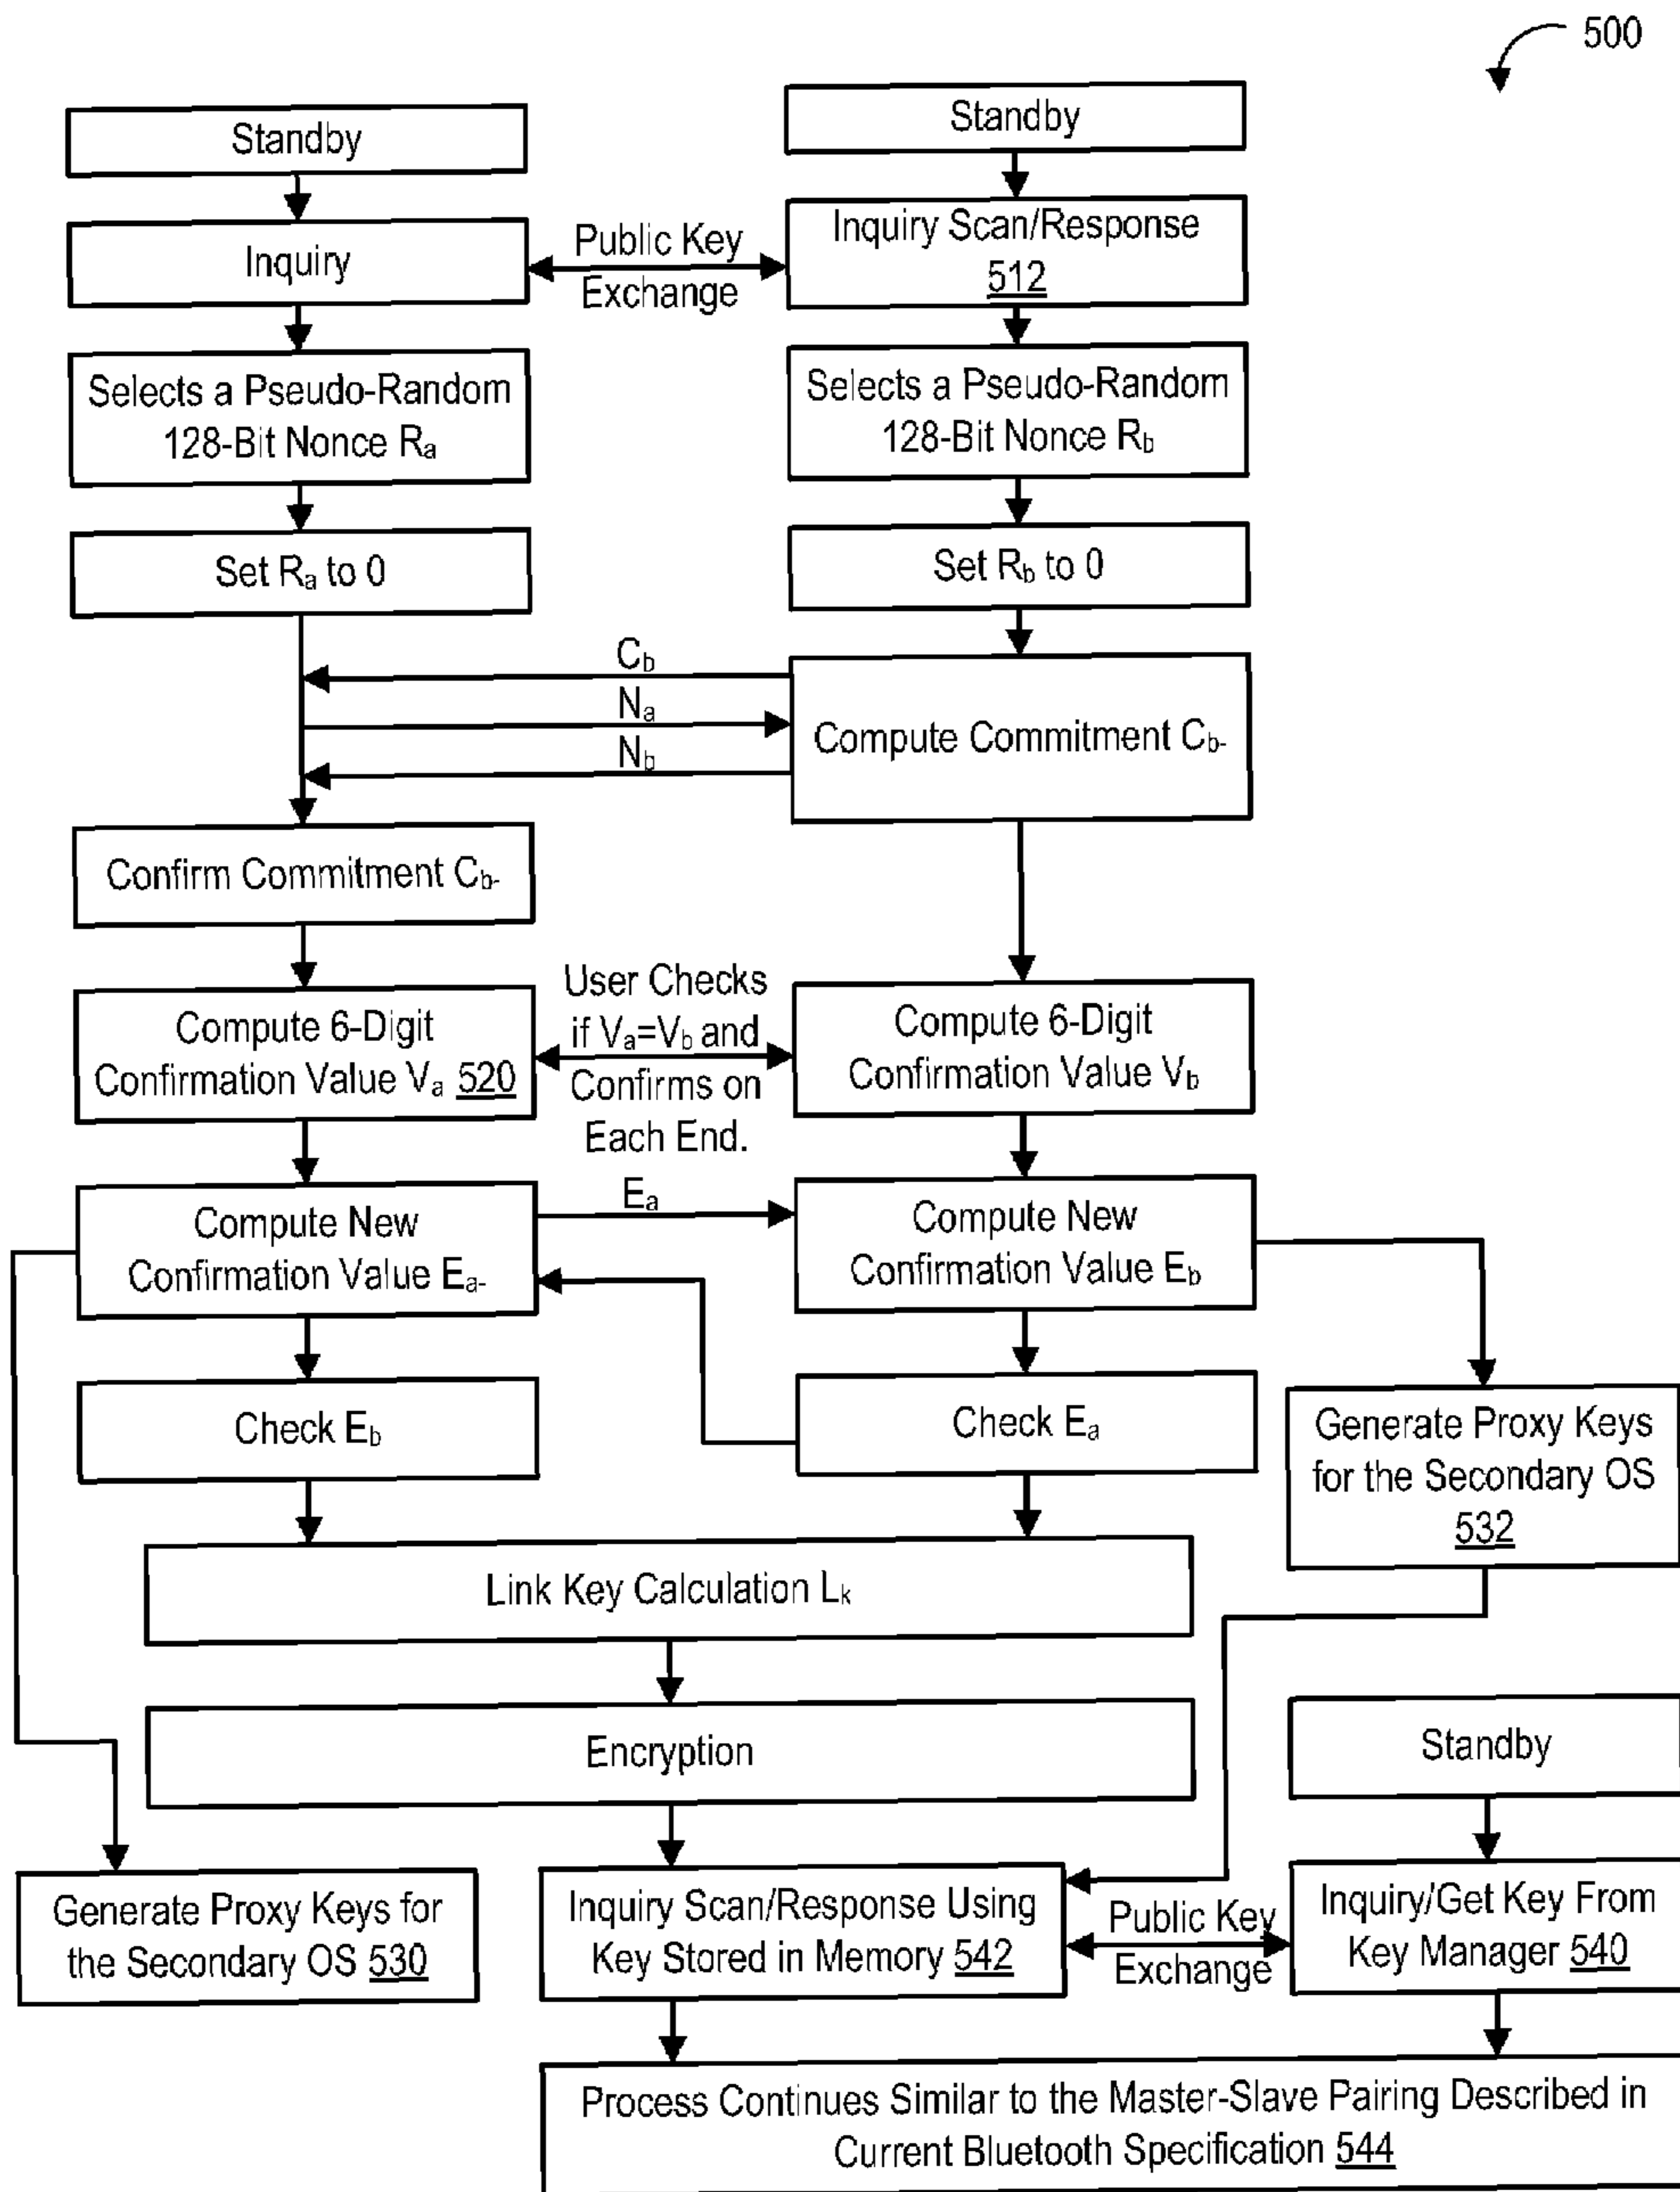 500
Standby
Standby
Inquiry
Public Key
Exchange
Inquiry Scan/Response
512
Selects a Pseudo-Random
128-Bit Nonce Ra
Selects a Pseudo-Random
128-Bit Nonce Rb
Set Ra to 0
Set Rb to 0
Cb
Na
Nb
Compute Commitment Cb-
Confirm Commitment Cb-
Compute 6-Digit
Confirmation Value Va 520
User Checks
if Va=Vb and
Confirms on
Each End.
Compute 6-Digit
Confirmation Value Vb
Compute New
Confirmation Value Ea-
Ea
Compute New
Confirmation Value Eb
Check Eb
Check Ea
Generate Proxy Keys
for the Secondary OS
532
Link Key Calculation Lk
Encryption
Standby
Generate Proxy Keys for
the Secondary OS 530
Inquiry Scan/Response Using
Key Stored in Memory 542
Public Key
Exchange
Inquiry/Get Key From
Key Manager 540
Process Continues Similar to the Master-Slave Pairing Described in
Current Bluetooth Specification 544